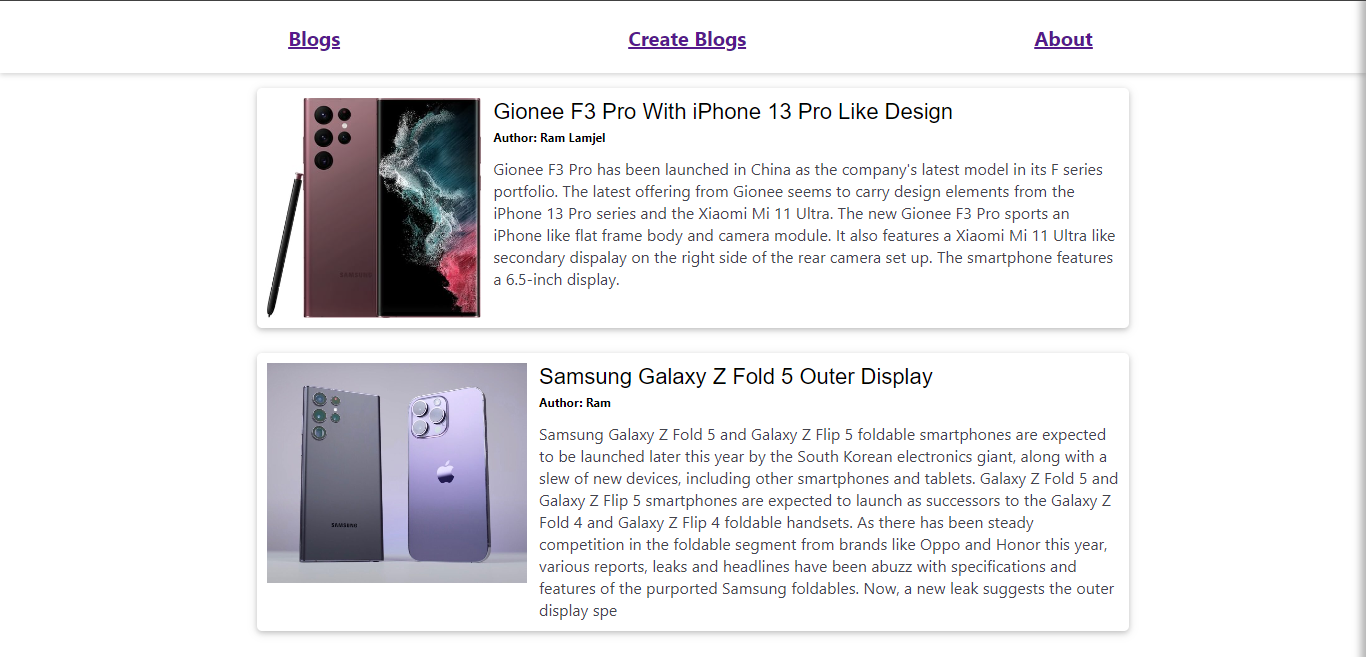 Blogs Create Blogs About
Gionee F3 Pro With iPhone 13 Pro Like Design
Author: Ram Lamjel
Gionee F3 Pro has been launched in China as the company's latest model in its F series
portfolio. The latest offering from Gionee seems to carry design elements from the
iPhone 13 Pro series and the Xiaomi Mi 11 Ultra. The new Gionee F3 Pro sports an
iPhone like flat frame body and camera module. It also features a Xiaomi Mi 11 Ultra like
secondary dispalay on the right side of the rear camera set up. The smartphone features
a 6.5-inch display.
SAMSUNG
Samsung Galaxy Z Fold 5 Outer Display
Author: Ram
Samsung Galaxy Z Fold 5 and Galaxy Z Flip 5 foldable smartphones are expected
to be launched later this year by the South Korean electronics giant, along with a
slew of new devices, including other smartphones and tablets. Galaxy Z Fold 5 and
Galaxy Z Flip 5 smartphones are expected to launch as successors to the Galaxy Z
Fold 4 and Galaxy Z Flip 4 foldable handsets. As there has been steady
competition in the foldable segment from brands like Oppo and Honor this year,
various reports, leaks and headlines have been abuzz with specifications and
features of the purported Samsung foldables. Now, a new leak suggests the outer
display spe
SAMSUNG